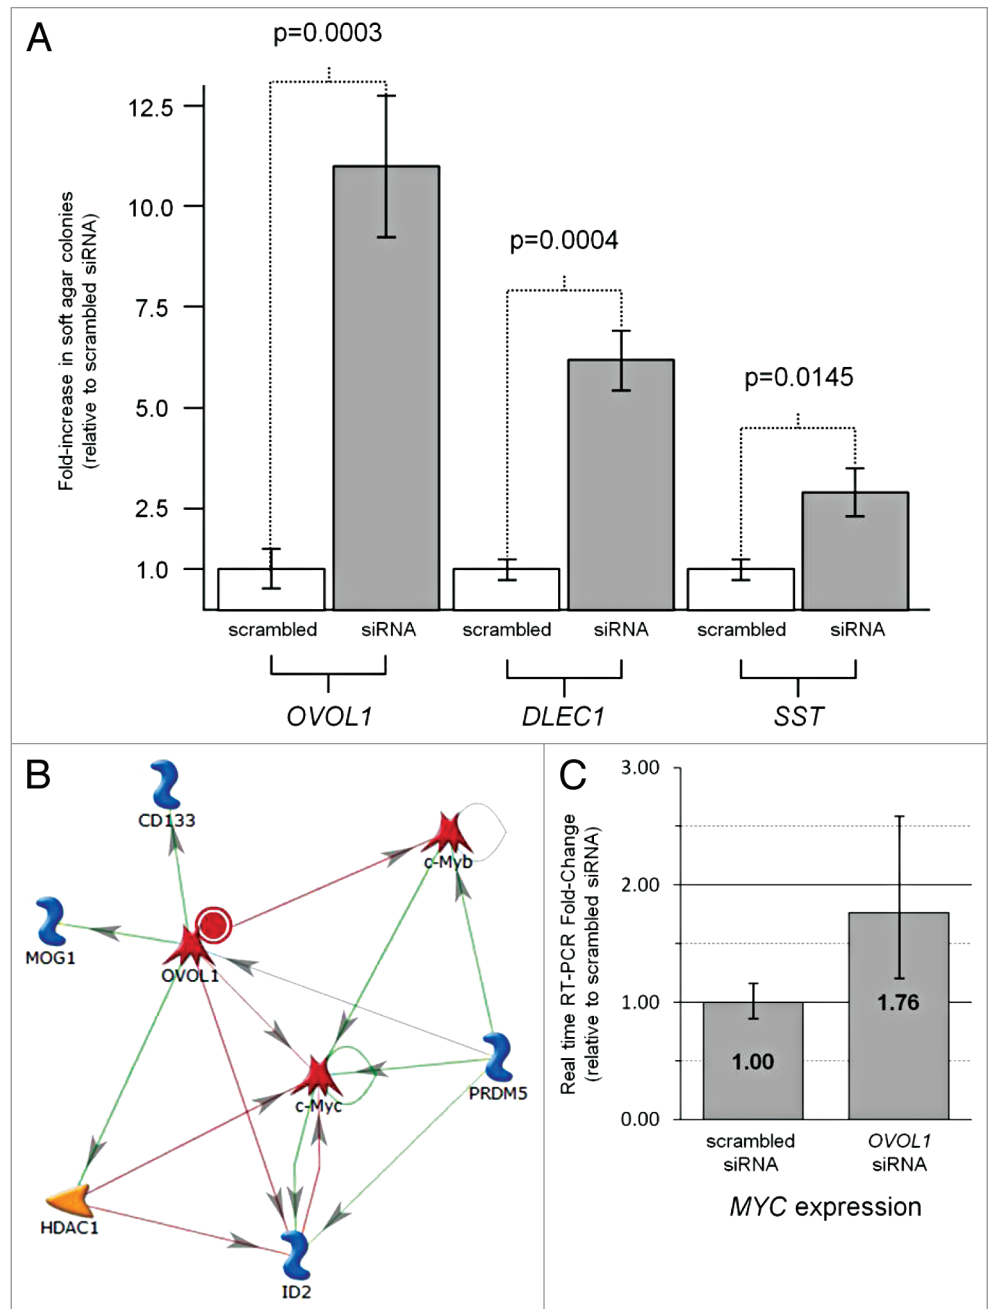 A
p=0.0003
12.5
10.0
7.5
5.0
2.5
1.0
Fold-increase in soft agar colonies
(relative to scrambled siRNA)
p=0.0004
p=0.0145
scrambled siRNA scrambled siRNA scrambled siRNA
OVOL1 DLEC1 SST
B
CD133
c-Myb
MOG1
OVOL1
PRDM5
c-Myc
HDAC1
ID2
C
3.00
2.00
1.00
0.00
Real time RT-PCR Fold-Change
(relative to scrambled siRNA)
1.76
1.00
scrambled
siRNA
OVOL1
siRNA
MYC expression